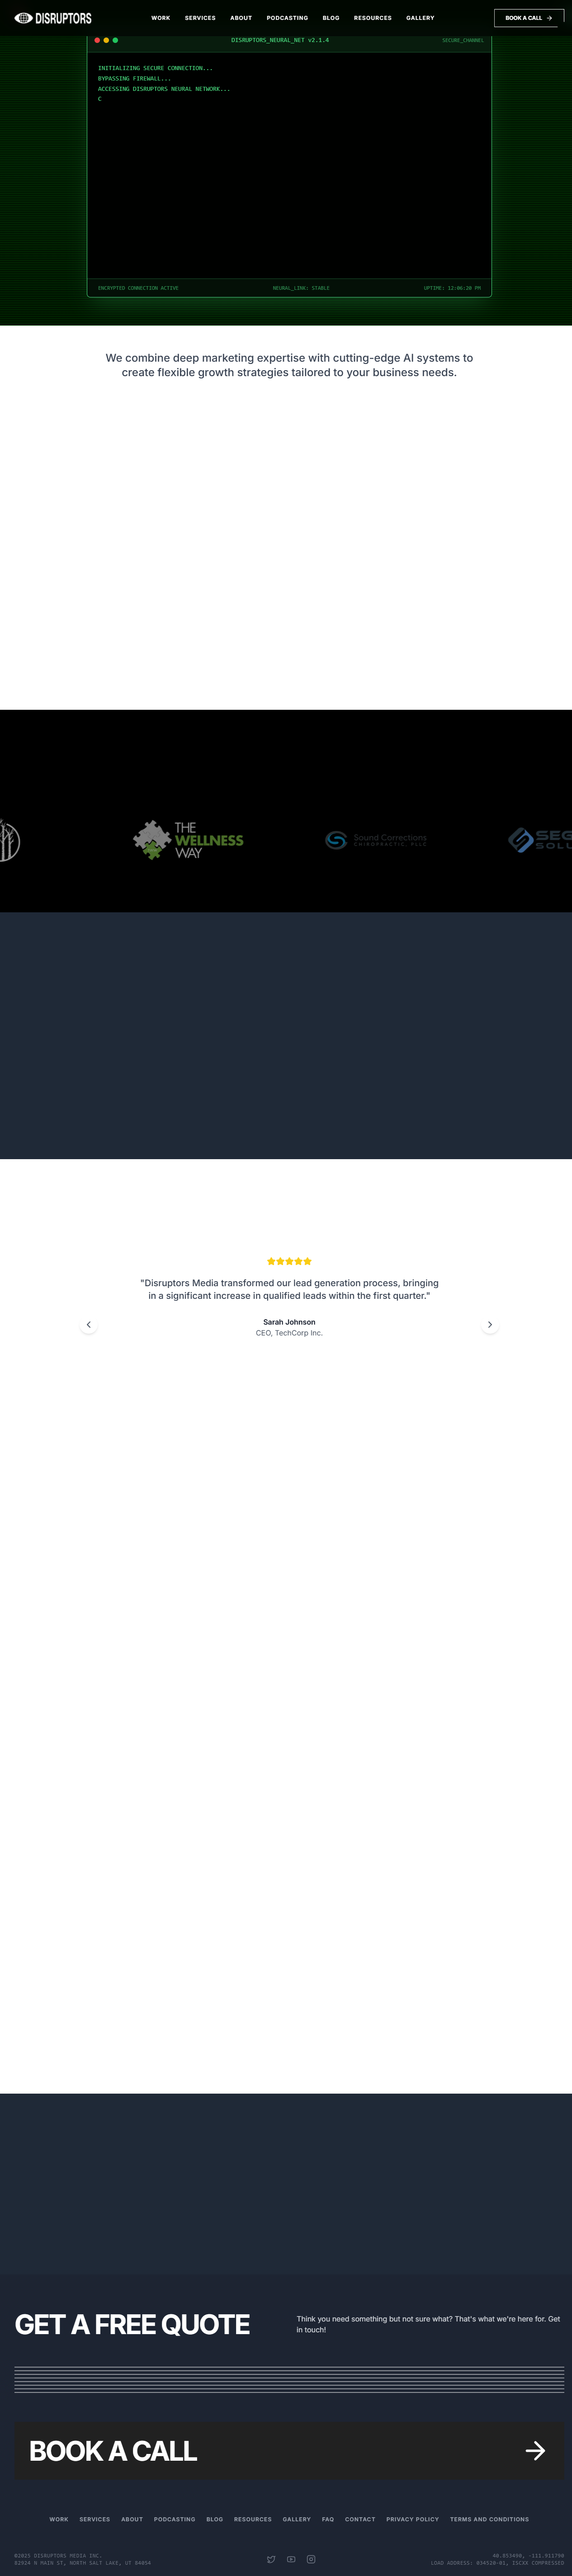 DISRUPTORS
WORK SERVICES ABOUT PODCASTING BLOG RESOURCES GALLERY
BOOK A CALL
DISRUPTORS_NEURAL_NET v2.1.4
SECURE_CHANNEL
INITIALIZING SECURE CONNECTION...
BYPASSING FIREWALL...
ACCESSING DISRUPTORS NEURAL NETWORK...
C
ENCRYPTED CONNECTION ACTIVE
NEURAL_LINK: STABLE
UPTIME: 12:06:20 PM
We combine deep marketing expertise with cutting-edge AI systems to
create flexible growth strategies tailored to your business needs.
THE
WELLNESS
WAY
Sound Corrections
CHIROPRACTIC, PLLC
SEG
SOLU
"Disruptors Media transformed our lead generation process, bringing
in a significant increase in qualified leads within the first quarter."
Sarah Johnson
CEO, TechCorp Inc.
GET A FREE QUOTE
Think you need something but not sure what? That's what we're here for. Get
in touch!
BOOK A CALL
WORK SERVICES ABOUT PODCASTING BLOG RESOURCES GALLERY FAQ CONTACT PRIVACY POLICY TERMS AND CONDITIONS
©2025 DISRUPTORS MEDIA INC.
N MAIN ST, NORTH SALT LAKE, UT 84054
LOAD ADDRESS: COMPRESSED